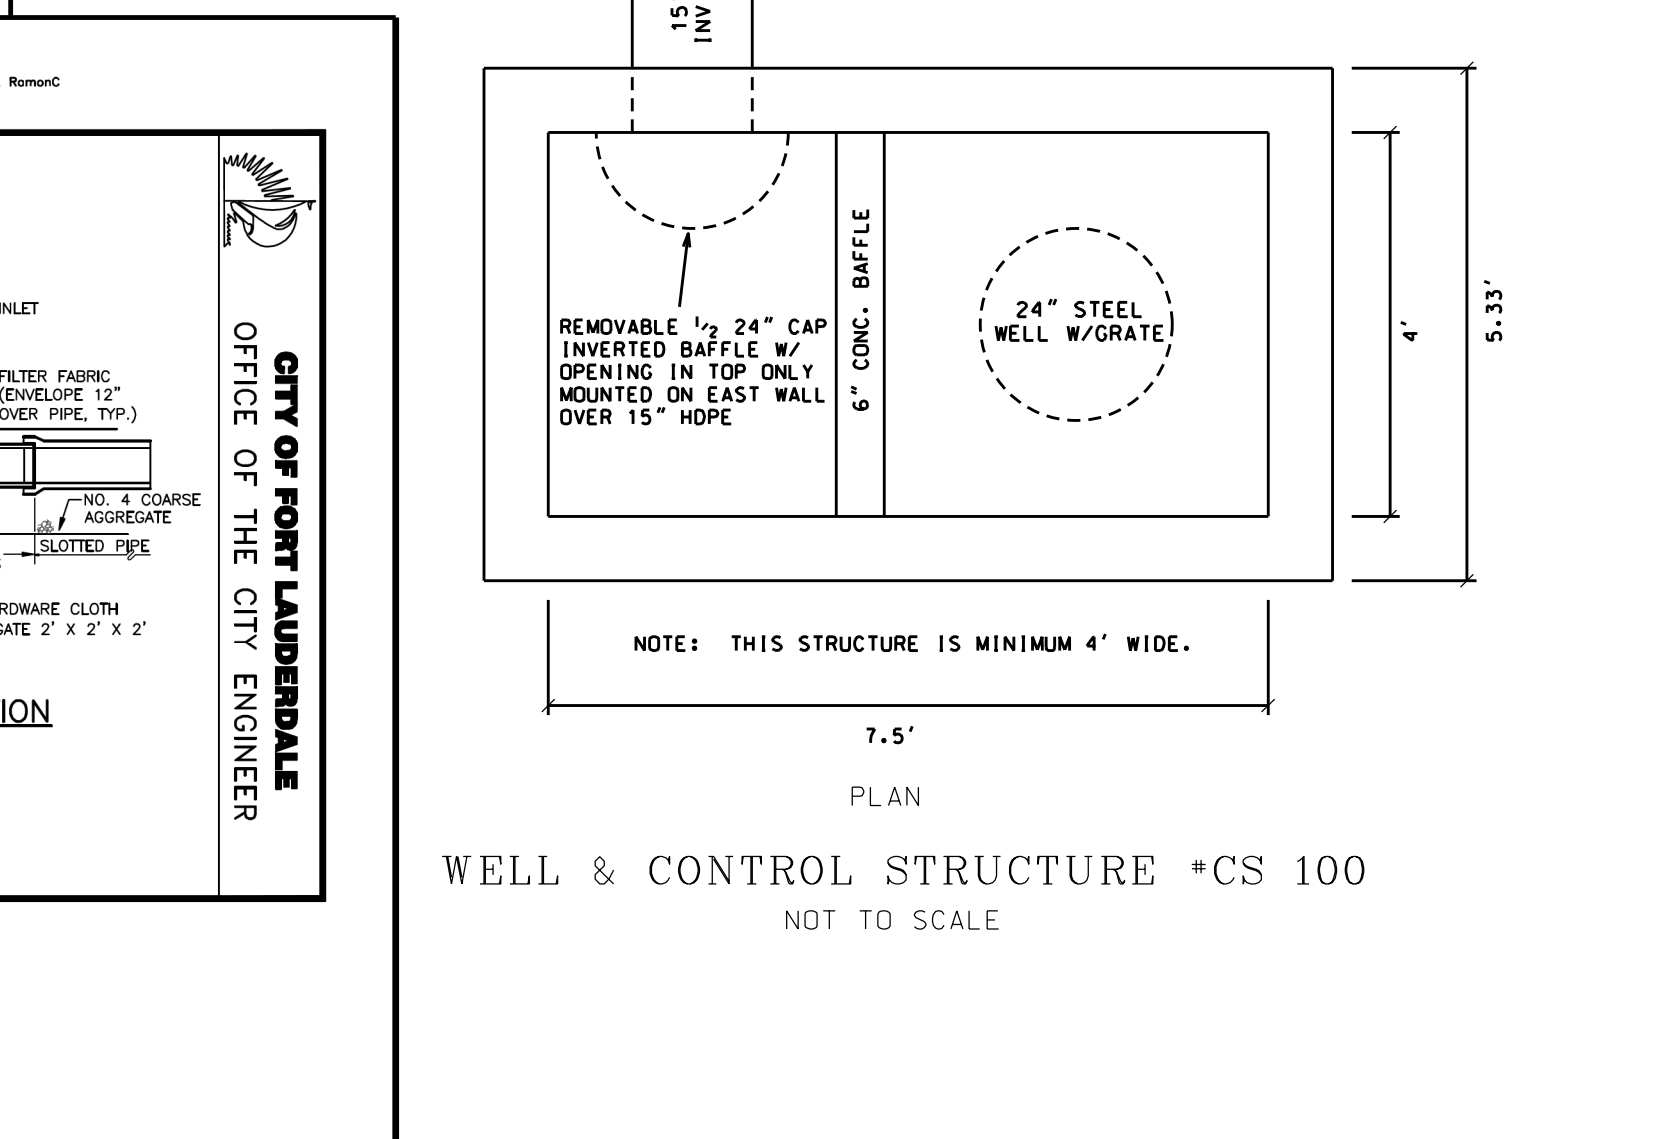 RamonC
INLET
FILTER FABRIC
(ENVELOPE 12"
OVER PIPE, TYP.)
NO. 4 COARSE
AGGREGATE
SLOTTED PIPE
RDWARE CLOTH
GATE 2' X 2' X 2'
ION
CITY OF FORT LAUDERDALE
OFFICE OF THE CITY ENGINEER
15
INV
REMOVABLE 1/2 24" CAP
INVERTED BAFFLE W/
OPENING IN TOP ONLY
MOUNTED ON EAST WALL
OVER 15" HDPE
6" CONC. BAFFLE
24" STEEL
WELL W/GRATE
4'
5.33'
NOTE: THIS STRUCTURE IS MINIMUM 4' WIDE.
7.5'
PLAN
WELL & CONTROL STRUCTURE #CS 100
NOT TO SCALE